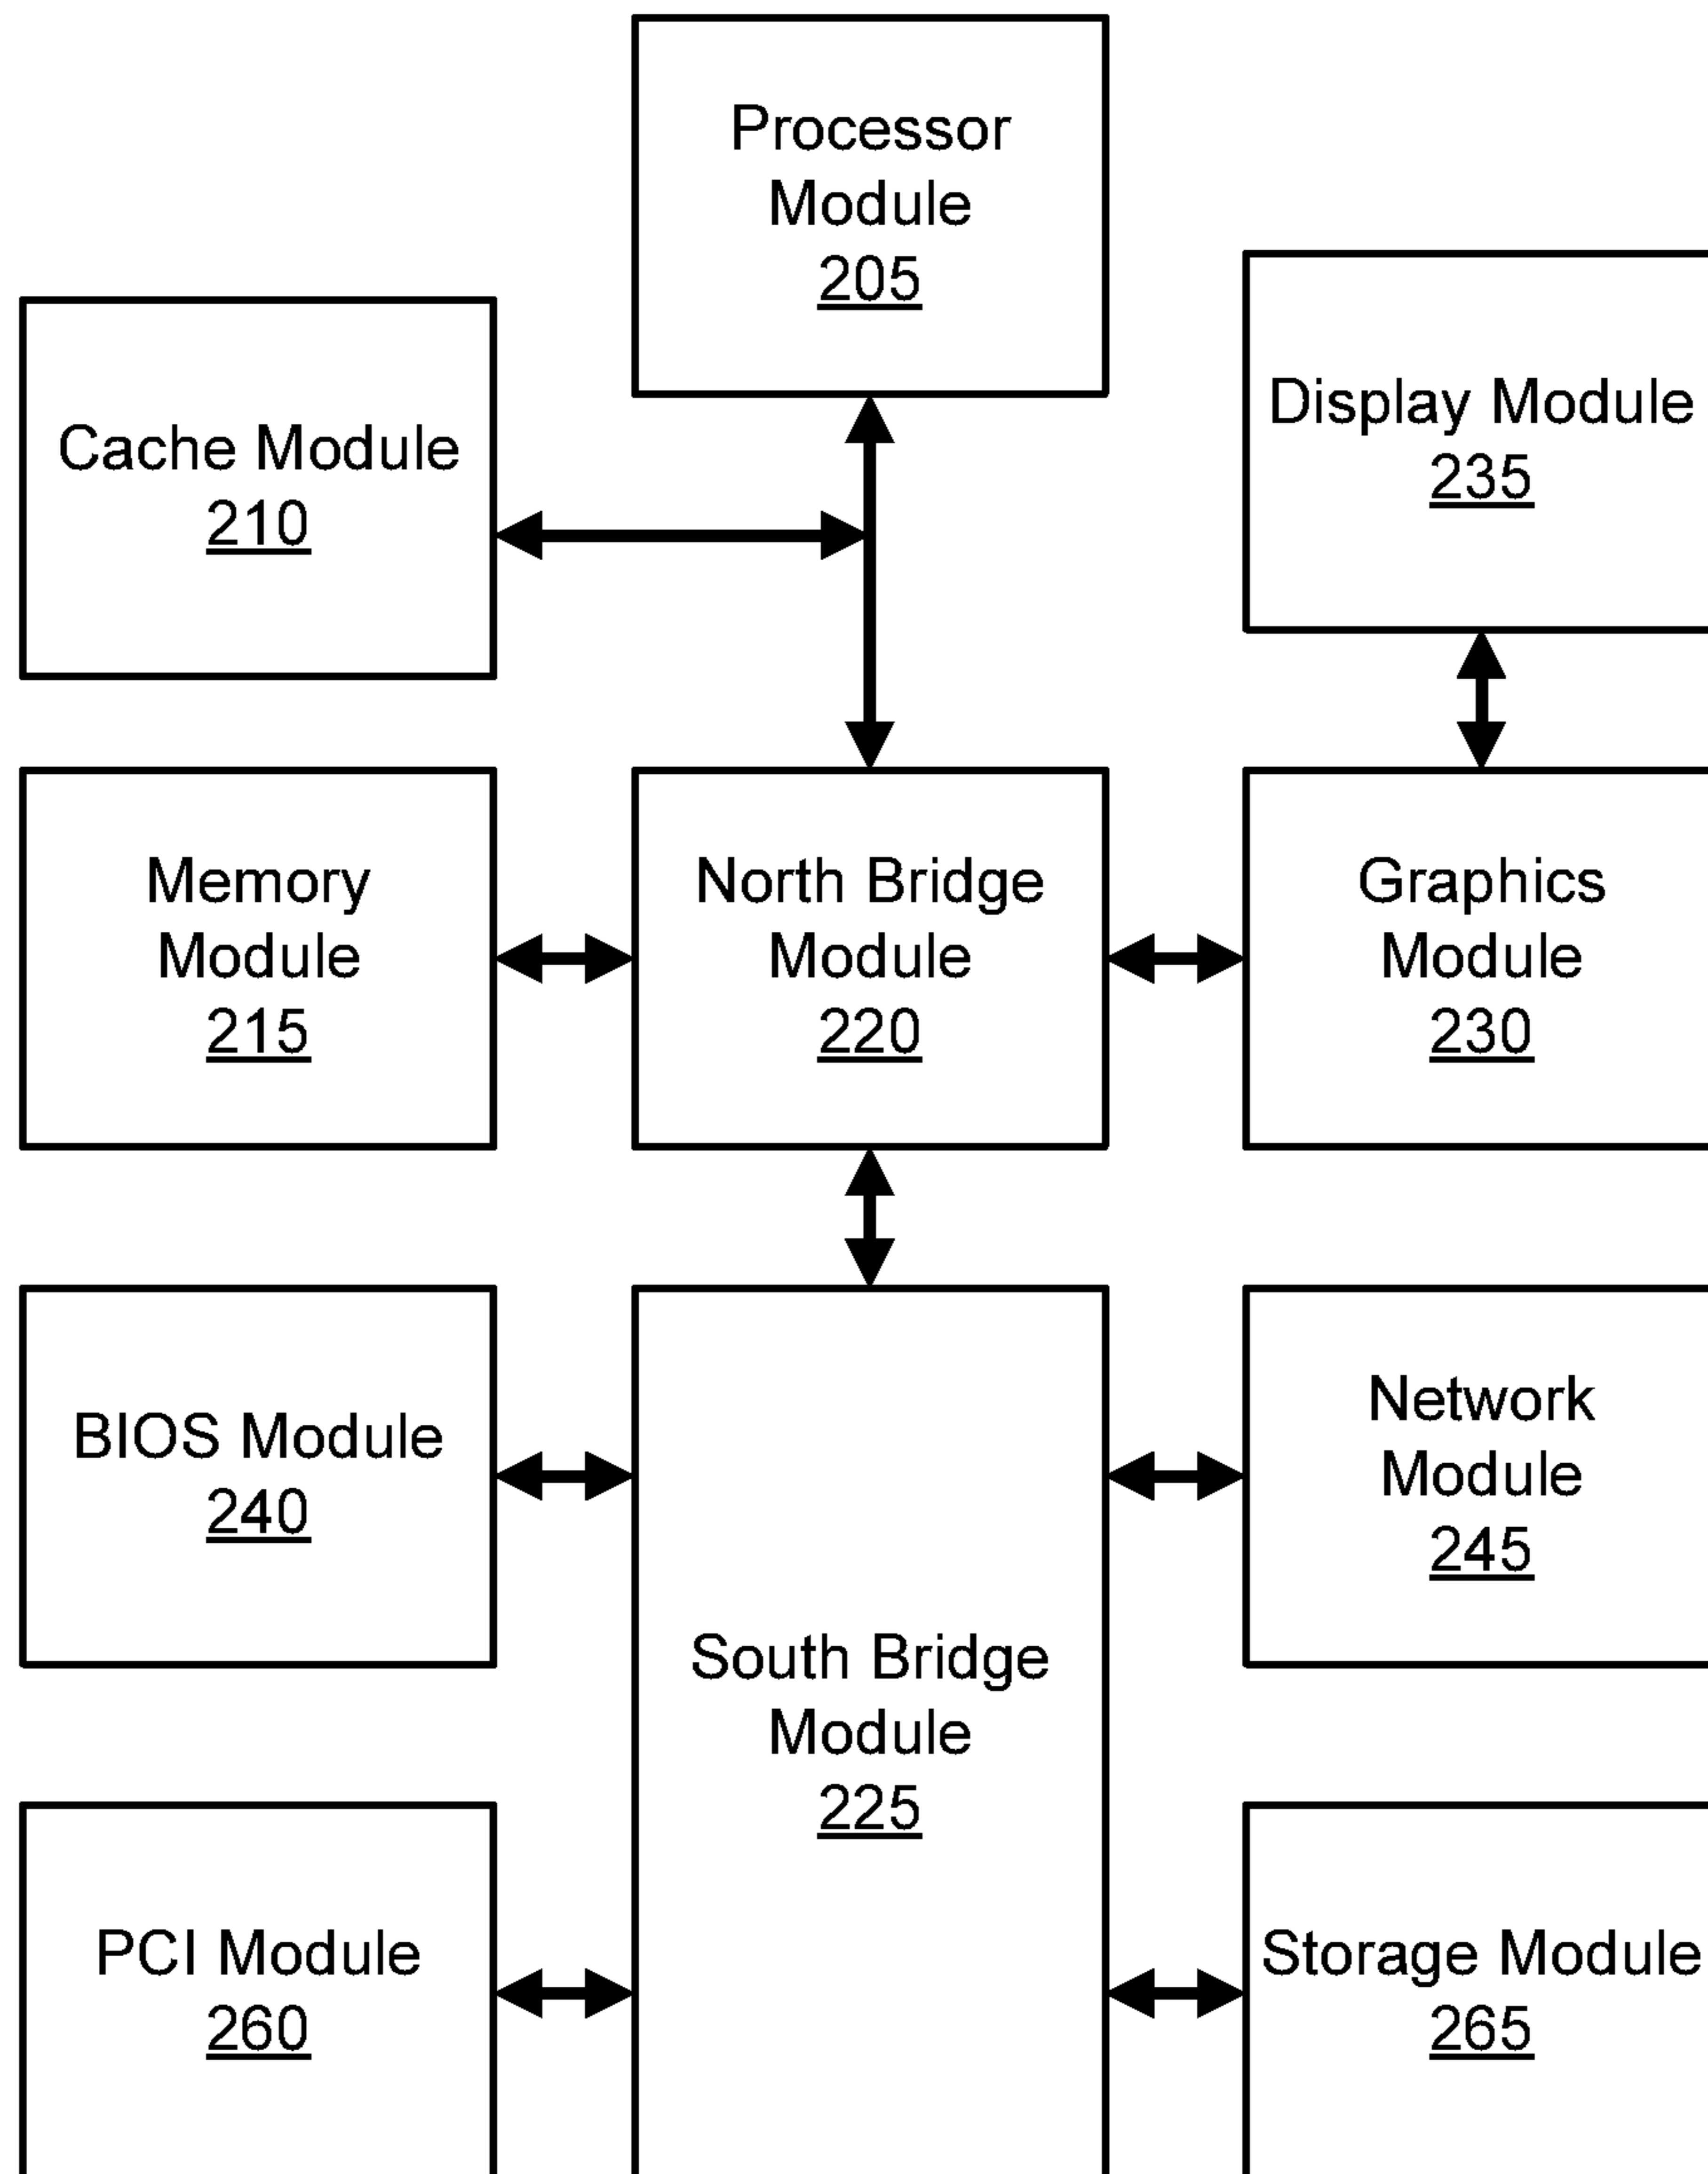 Processor
Module
205
Cache Module
210
Display Module
235
Memory
Module
215
North Bridge
Module
220
Graphics
Module
230
BIOS Module
240
Network
Module
245
South Bridge
Module
225
PCI Module
260
Storage Module
265